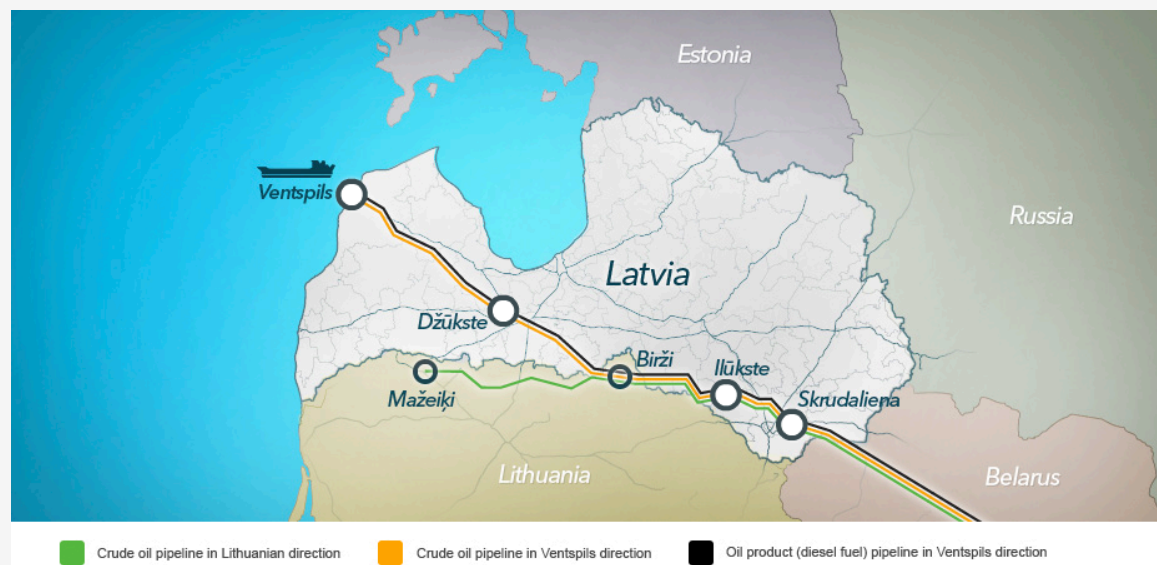 Estonia
Ventspils
Russia
Latvia
Džūkste
Birži
Ilūkste
Mažeiķi
Skrudaliena
Lithuania
Belarus
Crude oil pipeline in Lithuanian direction
Crude oil pipeline in Ventspils direction
Oil product (diesel fuel) pipeline in Ventspils direction